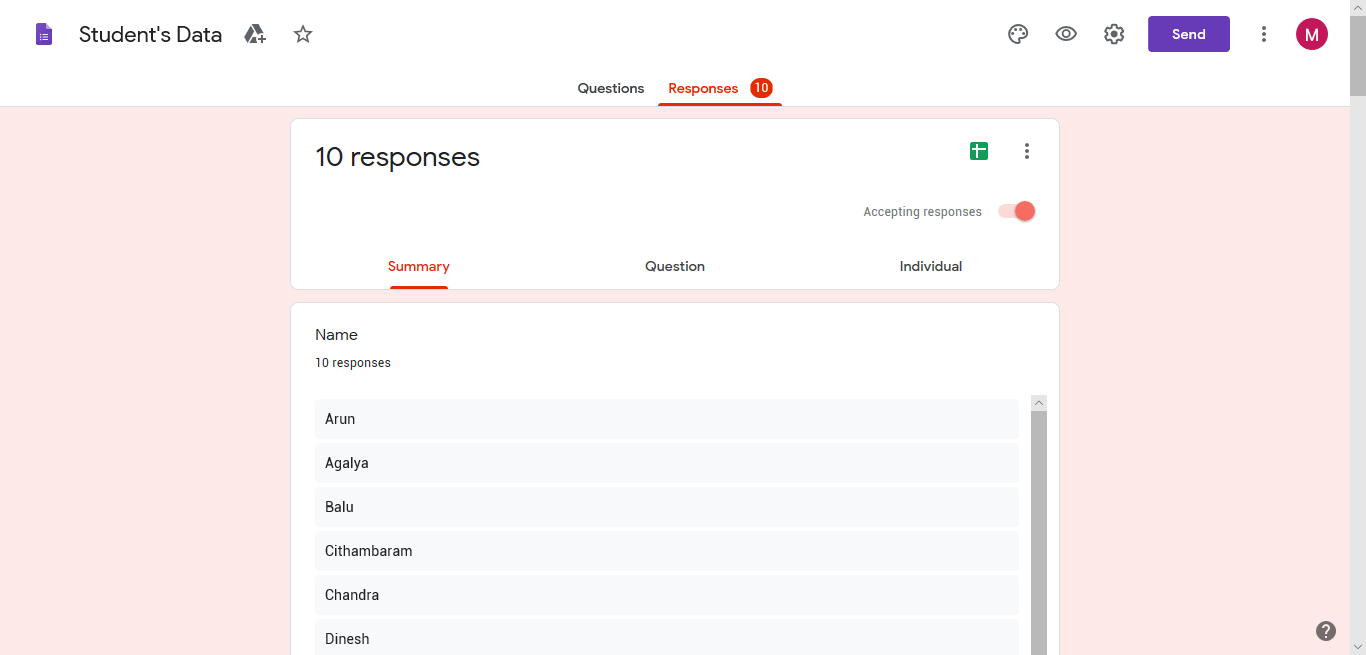 Student's Data
Send
M
Questions
Responses 10
10 responses
Accepting responses
Summary
Question
Individual
Name
10 responses
Arun
Agalya
Balu
Cithambaram
Chandra
Dinesh